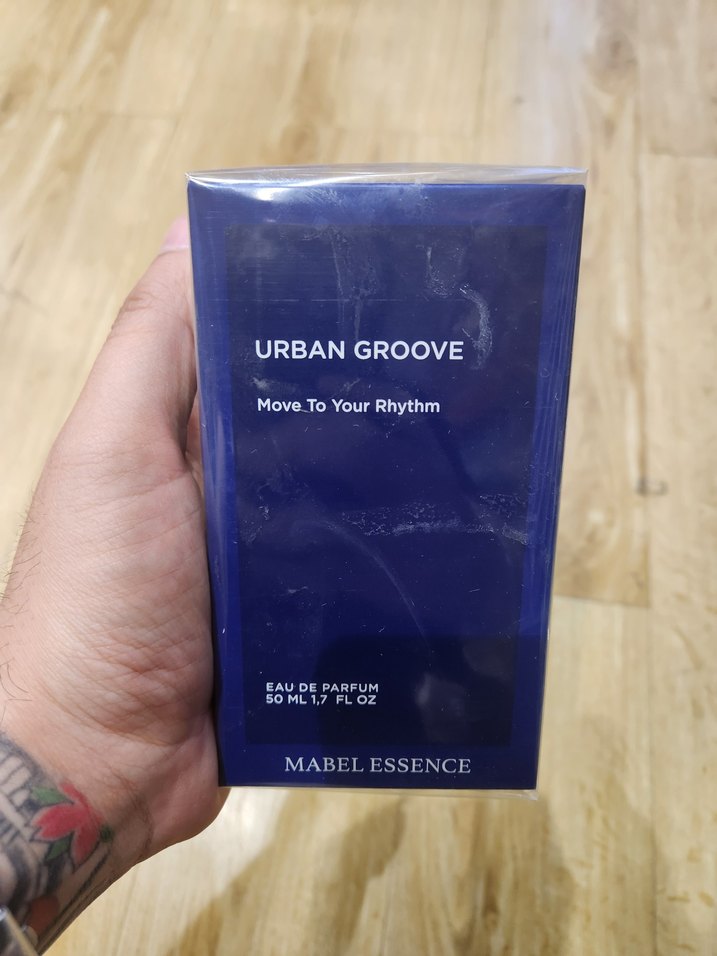 URBAN GROOVE
Move To Your Rhythm
EAU DE PARFUM
50 ML 1,7 FL OZ
MABEL ESSENCE